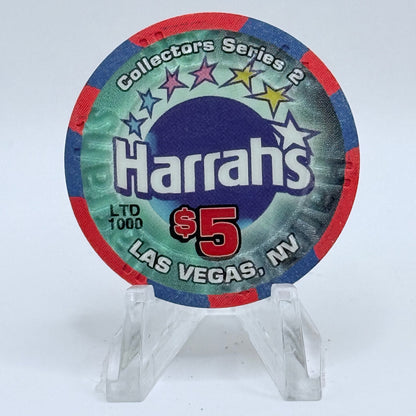 Collectors Series 2
Harrah's
LTD
1000
$5
LAS VEGAS, NV